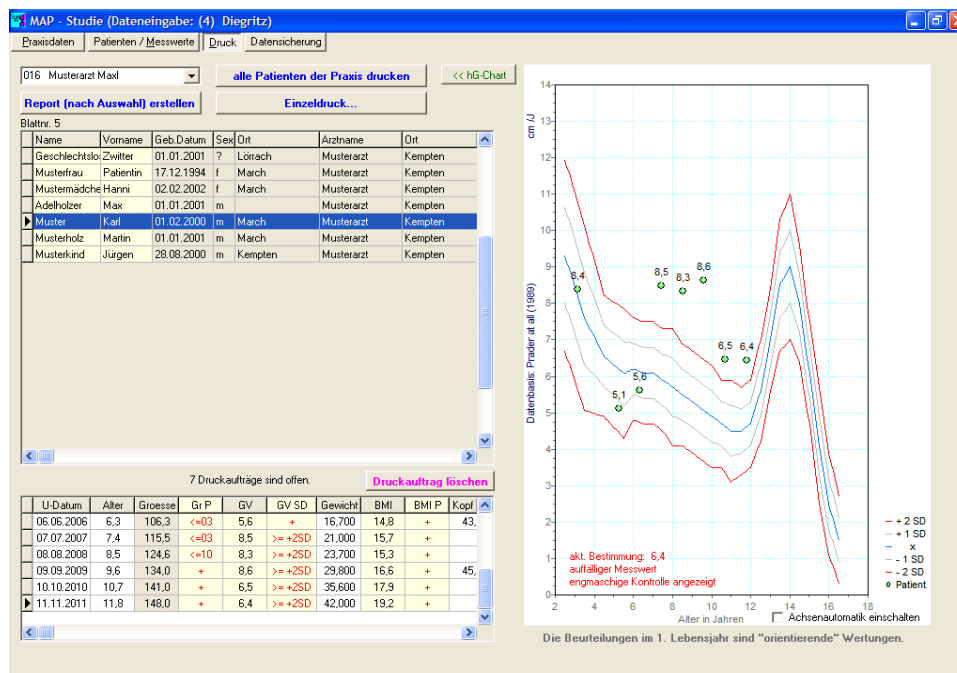 MAP - Studie (Dateneingabe: (4) Diegritz)
Praxisdaten Patienten / Messwerte Druck Datensicherung
016 Musterarzt Maxl
alle Patienten der Praxis drucken
<< hG-Chart
Report (nach Auswahl) erstellen
Einzeldruck...
Blattnr. 5
Name Vorname Geb.Datum Sex Ort Arztname Ort
Geschlechtslo: Zwitter 01.01.2001 ? Lörrach Musterarzt Kempten
Musterfrau Patientin 17.12.1994 f March Musterarzt Kempten
Mustermädche Hanni 02.02.2002 f March Musterarzt Kempten
Adelholzer Max 01.01.2001 m Musterarzt Kempten
Muster Karl 01.02.2000 m March Musterarzt Kempten
Musterholz Martin 01.01.2001 m March Musterarzt Kempten
Musterkind Jürgen 28.08.2000 m Kempten Musterarzt Kempten
7 Druckaufträge sind offen.
Druckauftrag löschen
U-Datum Alter Groesse Gr P GV GV SD Gewicht BMI BMI P Kopf
06.06.2006 6,3 106,3 <=03 5,6 + 16,700 14,8 + 43,
07.07.2007 7,4 115,5 <=03 8,5 >= +2SD 21,000 15,7 +
08.08.2008 8,5 124,6 <=10 8,3 >= +2SD 23,700 15,3 +
09.09.2009 9,6 134,0 + 8,6 >= +2SD 29,800 16,6 + 45,
10.10.2010 10,7 141,0 + 6,5 >= +2SD 35,600 17,9 +
11.11.2011 11,8 148,0 + 6,4 >= +2SD 42,000 19,2 +
cm /J
Datenbasis: Prader at all (1989)
14
13
12
11
10
9
8
7
6
5
4
3
2
1
0
8,4
5,1
5,6
8,5
8,3
8,6
6,5
6,4
akt. Bestimmung: 6,4
auffälliger Messwert
engmaschige Kontrolle angezeigt
+ 2 SD
+ 1 SD
x
- 1 SD
- 2 SD
Patient
2 4 6 8 10 12 14 16 18
Alter in Jahren
Achsenautomatik einschalten
Die Beurteilungen im 1. Lebensjahr sind "orientierende" Wertungen.